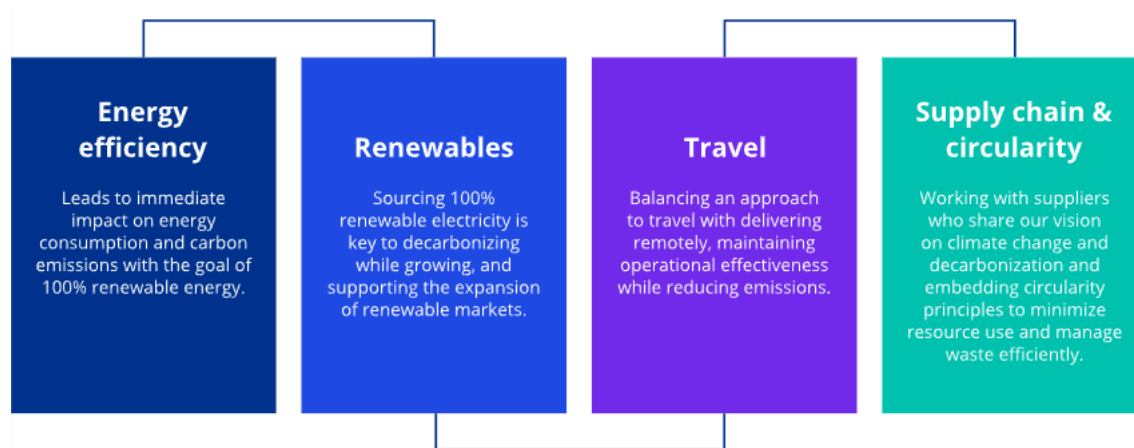 Energy
efficiency
Leads to immediate
impact on energy
consumption and carbon
emissions with the goal of
100% renewable energy.
Renewables
Sourcing 100%
renewable electricity is
key to decarbonizing
while growing, and
supporting the expansion
of renewable markets.
Travel
Balancing an approach
to travel with delivering
remotely, maintaining
operational effectiveness
while reducing emissions.
Supply chain &
circularity
Working with suppliers
who share our vision
on climate change and
decarbonization and
embedding circularity
principles to minimize
resource use and manage
waste efficiently.